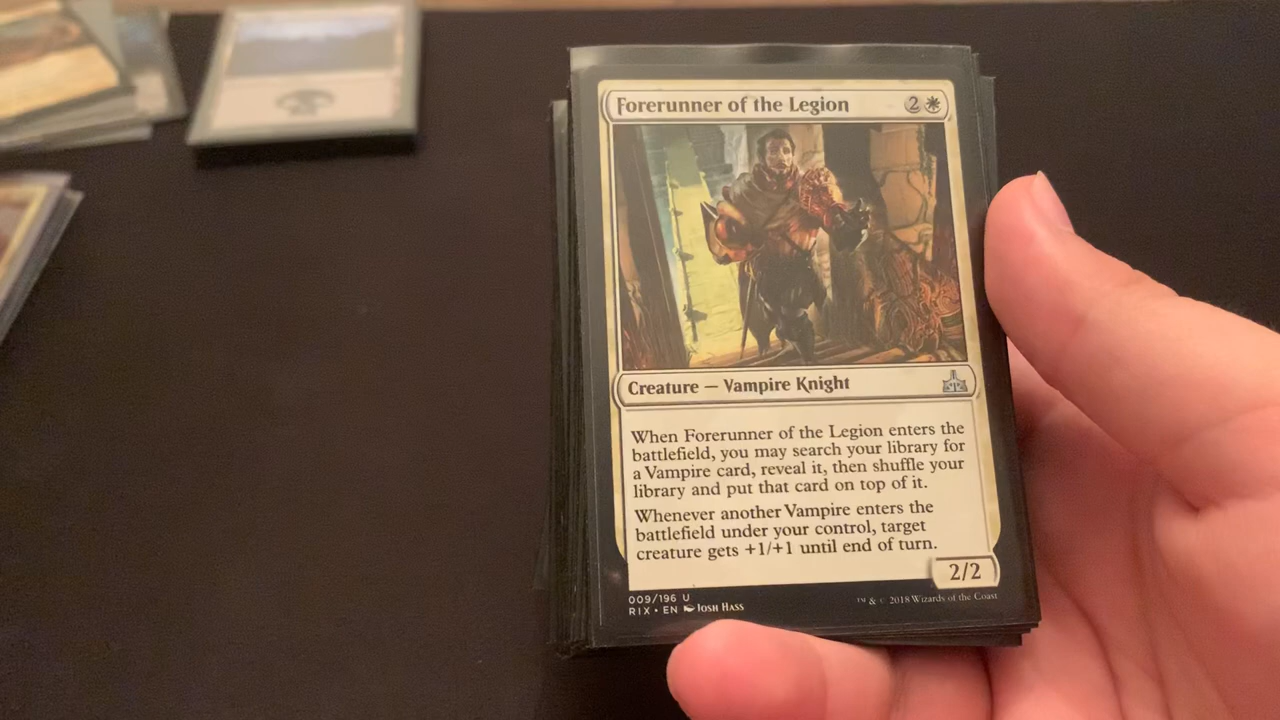 Forerunner of the Legion 2
Creature — Vampire Knight
When Forerunner of the Legion enters the
battlefield, you may search your library for
a Vampire card, reveal it, then shuffle your
library and put that card on top of it.
Whenever another Vampire enters the
battlefield under your control, target
creature gets +1/+1 until end of turn.
2/2
009/196 U
RIX • EN Josh Hass
™ & © 2018 Wizards of the Coast